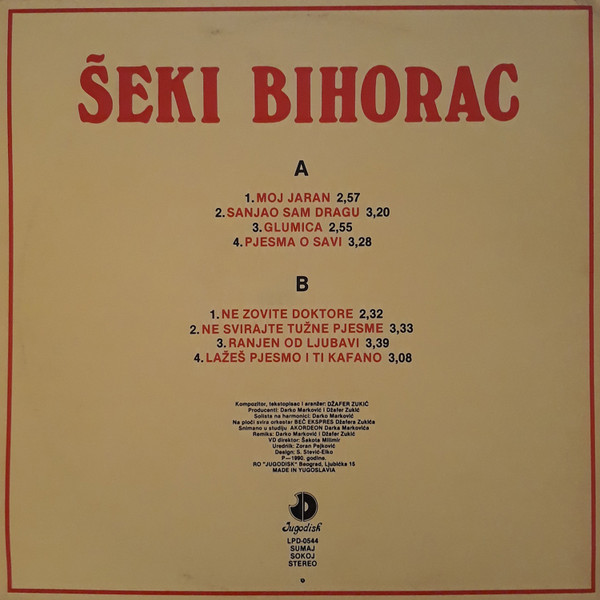 ŠEKI BIHORAC
A
1. MOJ JARAN 2,57
2. SANJAO SAM DRAGU 3,20
3. GLUMICA 2,55
4. PJESMA O SAVI 3,28
B
1. NE ZOVITE DOKTORE 2,32
2. NE SVIRAJTE TUŽNE PJESME 3,33
3. RANJEN OD LJUBAVI 3,39
4. LAŽEŠ PJESMO I TI KAFANO 3,08
Kompozitor, tekstopisac i aranžer: DŽAFER ZUKIĆ
Producenti: Darko Marković i Džafer Zukić
Solista na harmonici: Darko Marković
Na ploči svira orkestar BEČ EKSPRES Džafera Zukića
Snimano u studiju AKORDEON Darka Markovića
Remiks: Darko Marković i Džafer Zukić
VD direktor: Šakota Milimir
Urednik: Zoran Pejković
Design: S. Stević-Elko
P—1990. godine.
RO "JUGODISK" Beograd, Ljubićka 15
MADE IN YUGOSLAVIA
Jugodisk
LPD-0544
SUMAJ
SOKOJ
STEREO